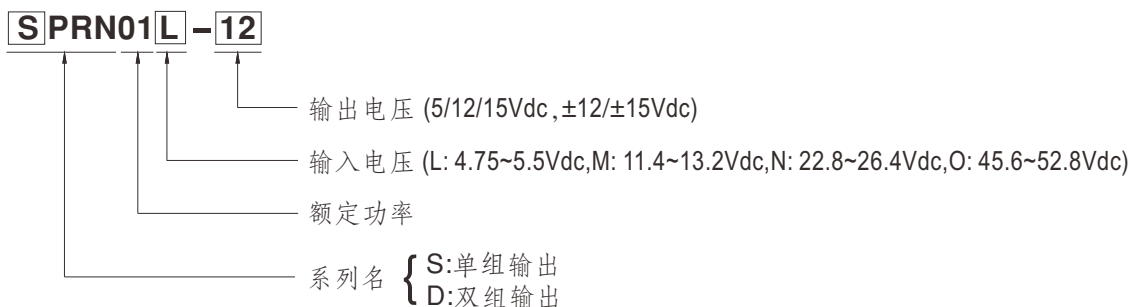 SPRN01L-12
输出电压 (5/12/15Vdc,±12/±15Vdc)
输入电压 (L: 4.75~5.5Vdc,M: 11.4~13.2Vdc,N: 22.8~26.4Vdc,O: 45.6~52.8Vdc)
额定功率
系列名 { S:单组输出
D:双组输出